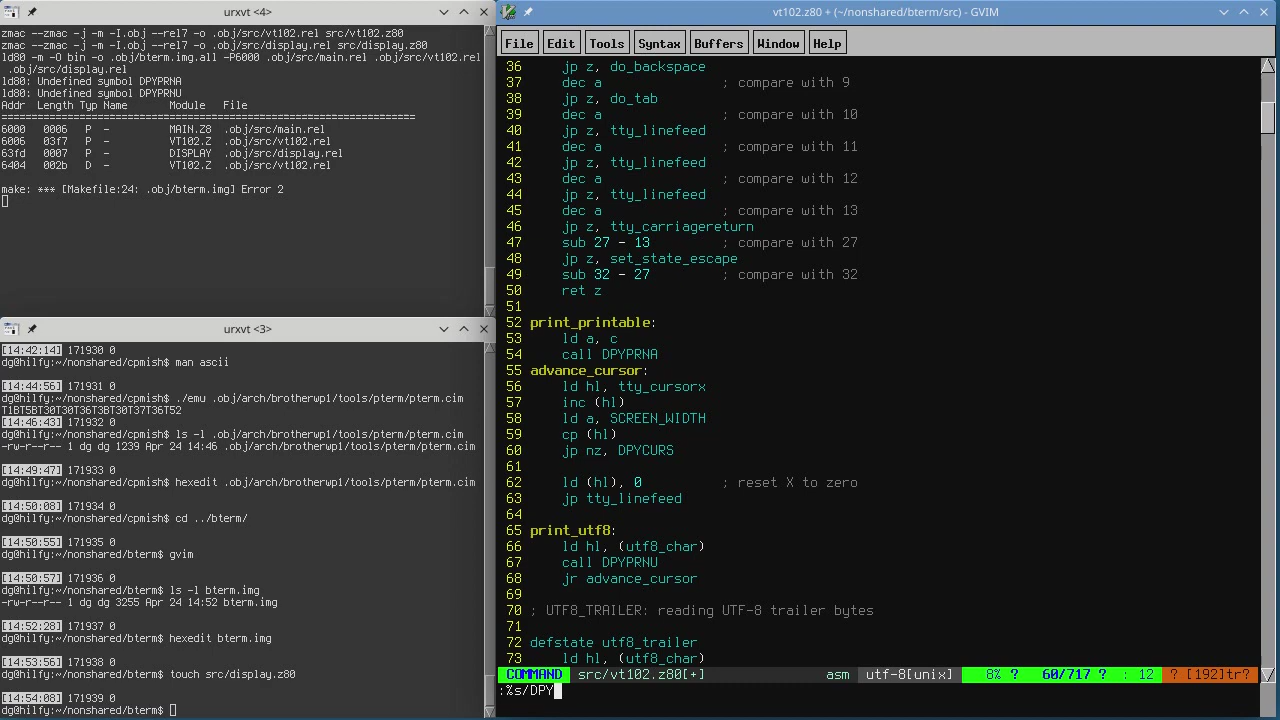 urxvt <4>
zmac --zmac -j -m -I.obj --rel7 -o .obj/src/vt102.rel src/vt102.z80
zmac --zmac -j -m -I.obj --rel7 -o .obj/src/display.rel src/display.z80
ld80 -m -O bin -o .obj/bterm.img.all -P6000 .obj/src/main.rel .obj/src/vt102.rel
 .obj/src/display.rel
ld80: Undefined symbol DPYPRNA
ld80: Undefined symbol DPYPRNU
Addr   Length Typ Name       Module     File
======================================================================
6000   0006   P  -           MAIN.Z8  .obj/src/main.rel
6006   03f7   P  -           VT102.Z  .obj/src/vt102.rel
63fd   0007   P  -           DISPLAY  .obj/src/display.rel
6404   002b   D  -           VT102.Z  .obj/src/vt102.rel
make: *** [Makefile:24: .obj/bterm.img] Error 2
urxvt <3>
[14:42:14] 171930 0
dg@hilfy:~/nonshared/cpmish$ man ascii
[14:44:56] 171931 0
dg@hilfy:~/nonshared/cpmish$ ./emu .obj/arch/brotherwp1/tools/pterm/pterm.cim
T1BT5BT30T30T36T3BT30T37T36T52
[14:46:43] 171932 0
dg@hilfy:~/nonshared/cpmish$ ls -l .obj/arch/brotherwp1/tools/pterm/pterm.cim
-rw-r--r-- 1 dg dg 1239 Apr 24 14:46 .obj/arch/brotherwp1/tools/pterm/pterm.cim
[14:49:47] 171933 0
dg@hilfy:~/nonshared/cpmish$ hexedit .obj/arch/brotherwp1/tools/pterm/pterm.cim
[14:50:08] 171934 0
dg@hilfy:~/nonshared/cpmish$ cd ../bterm/
[14:50:55] 171935 0
dg@hilfy:~/nonshared/bterm$ gvim
[14:50:57] 171936 0
dg@hilfy:~/nonshared/bterm$ ls -l bterm.img
-rw-r--r-- 1 dg dg 3255 Apr 24 14:52 bterm.img
[14:52:28] 171937 0
dg@hilfy:~/nonshared/bterm$ hexedit bterm.img
[14:53:56] 171938 0
dg@hilfy:~/nonshared/bterm$ touch src/display.z80
[14:54:08] 171939 0
dg@hilfy:~/nonshared/bterm$
vt102.z80 + (~/nonshared/bterm/src) - GVIM
File Edit Tools Syntax Buffers Window Help
36     jp z, do_backspace
37     dec a               ; compare with 9
38     jp z, do_tab
39     dec a               ; compare with 10
40     jp z, tty_linefeed
41     dec a               ; compare with 11
42     jp z, tty_linefeed
43     dec a               ; compare with 12
44     jp z, tty_linefeed
45     dec a               ; compare with 13
46     jp z, tty_carriagereturn
47     sub 27 - 13         ; compare with 27
48     jp z, set_state_escape
49     sub 32 - 27         ; compare with 32
50     ret z
51
52 print_printable:
53     ld a, c
54     call DPYPRNA
55 advance_cursor:
56     ld hl, tty_cursorx
57     inc (hl)
58     ld a, SCREEN_WIDTH
59     cp (hl)
60     jp nz, DPYCURS
61
62     ld (hl), 0          ; reset X to zero
63     jp tty_linefeed
64
65 print_utf8:
66     ld hl, (utf8_char)
67     call DPYPRNU
68     jr advance_cursor
69
70 ; UTF8_TRAILER: reading UTF-8 trailer bytes
71
72 defstate utf8_trailer
73     ld hl, (utf8_char)
COMMAND src/vt102.z80[+] asm utf-8[unix] 8% ? 60/717 ? : 12 ? [192]tr?
:%s/DPY